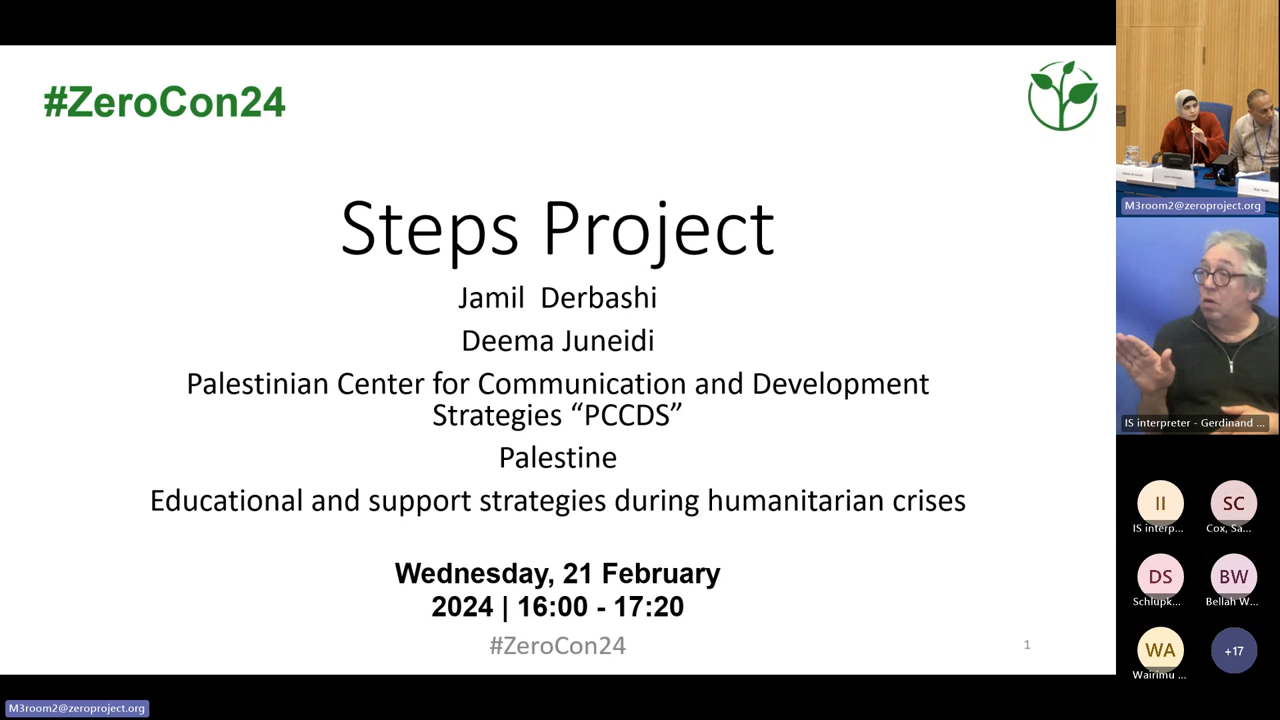 #ZeroCon24
Steps Project
Jamil  Derbashi
Deema Juneidi
Palestinian Center for Communication and Development
Strategies “PCCDS”
Palestine
Educational and support strategies during humanitarian crises
Wednesday, 21 February
2024 | 16:00 - 17:20
#ZeroCon24
1
M3room2@zeroproject.org
M3room2@zeroproject.org
IS interpreter - Gerdinand ...
II
IS interp...
SC
Cox, Sa...
DS
Schlupk...
BW
Bellah W...
WA
Wairimu ...
+17